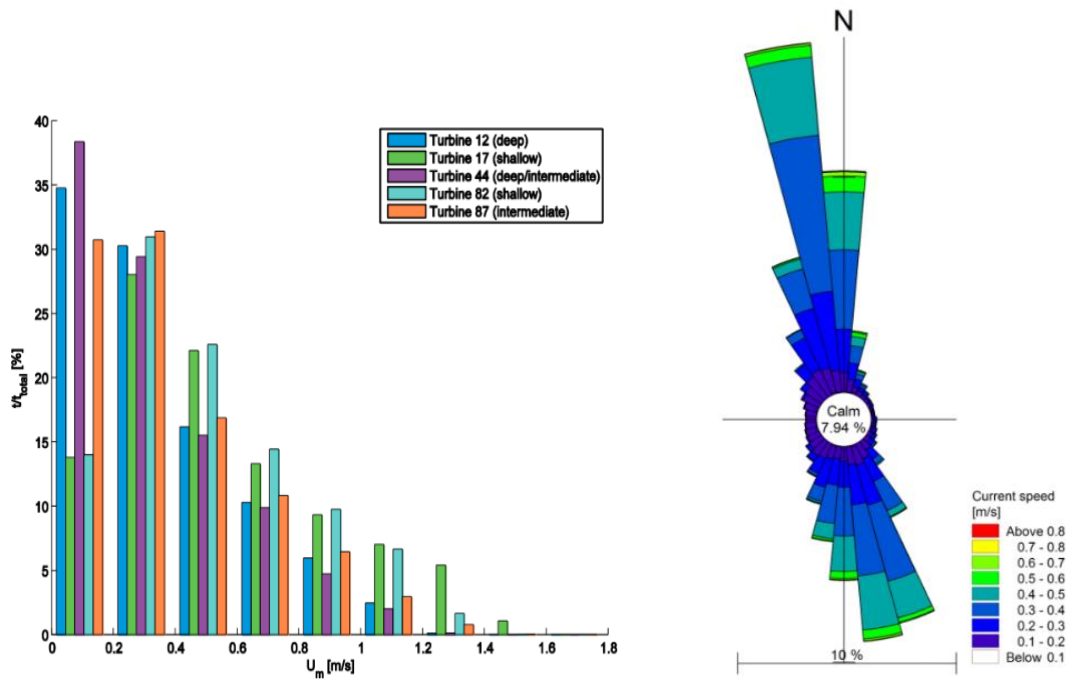 40
35
30
25
20
15
10
5
0
t/t_total [%]
0 0.2 0.4 0.6 0.8 1 1.2 1.4 1.6 1.8
U_m [m/s]
Turbine 12 (deep)
Turbine 17 (shallow)
Turbine 44 (deep/intermediate)
Turbine 82 (shallow)
Turbine 87 (intermediate)
N
Calm
7.94 %
10 %
Current speed
[m/s]
Above 0.8
0.7 - 0.8
0.6 - 0.7
0.5 - 0.6
0.4 - 0.5
0.3 - 0.4
0.2 - 0.3
0.1 - 0.2
Below 0.1